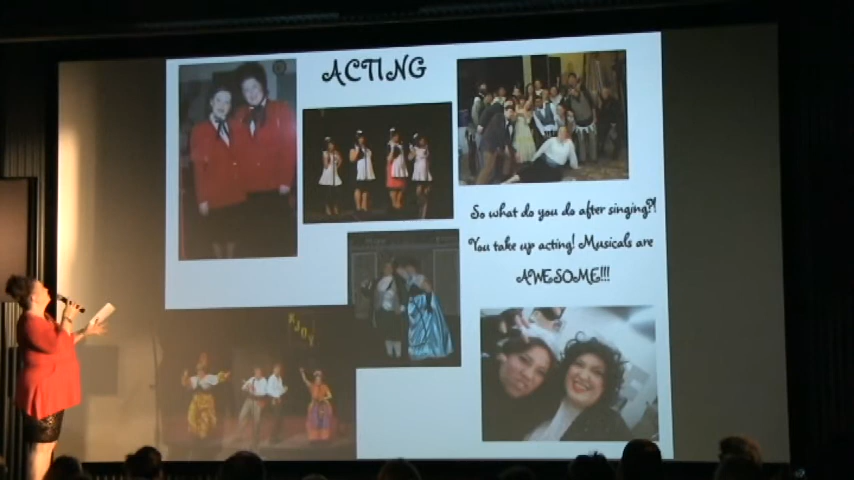 ACTING
So what do you do after singing?!
You take up acting! Musicals are
AWESOME!!!